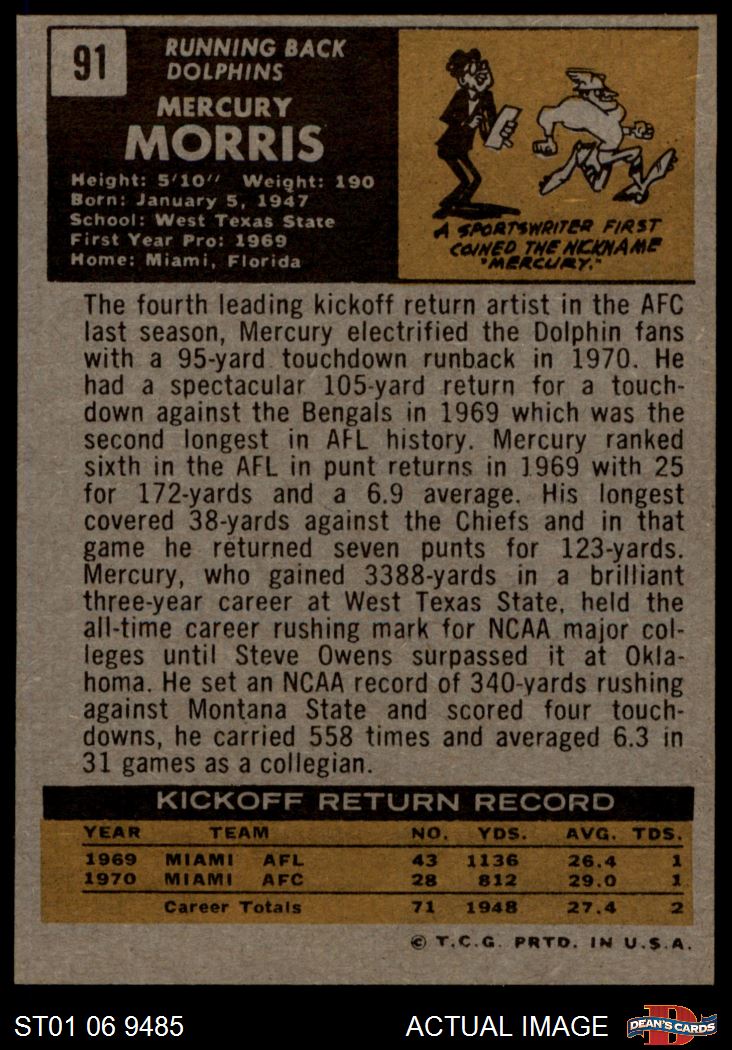 91
RUNNING BACK
DOLPHINS
MERCURY
MORRIS
Height: 5'10" Weight: 190
Born: January 5, 1947
School: West Texas State
First Year Pro: 1969
Home: Miami, Florida
A SPORTSWRITER FIRST
COINED THE NICKNAME
"MERCURY."
The fourth leading kickoff return artist in the AFC
last season, Mercury electrified the Dolphin fans
with a 95-yard touchdown runback in 1970. He
had a spectacular 105-yard return for a touch-
down against the Bengals in 1969 which was the
second longest in AFL history. Mercury ranked
sixth in the AFL in punt returns in 1969 with 25
for 172-yards and a 6.9 average. His longest
covered 38-yards against the Chiefs and in that
game he returned seven punts for 123-yards.
Mercury, who gained 3388-yards in a brilliant
three-year career at West Texas State, held the
all-time career rushing mark for NCAA major col-
leges until Steve Owens surpassed it at Okla-
homa. He set an NCAA record of 340-yards rushing
against Montana State and scored four touch-
downs, he carried 558 times and averaged 6.3 in
31 games as a collegian.
KICKOFF RETURN RECORD
YEAR TEAM NO. YDS. AVG. TDS.
1969 MIAMI AFL 43 1136 26.4 1
1970 MIAMI AFC 28 812 29.0 1
Career Totals 71 1948 27.4 2
© T.C.G. PRTD. IN U.S.A.
ST01 06 9485 ACTUAL IMAGE D DEAN'S CARDS